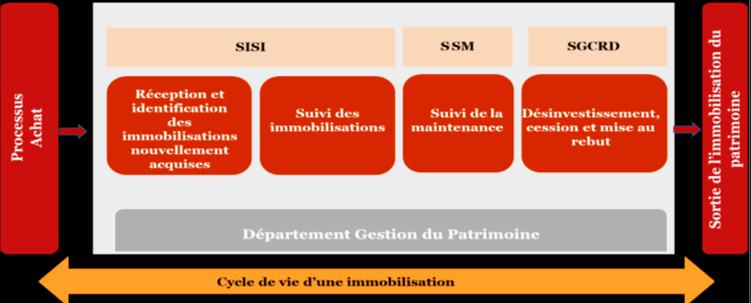 Processus
Achat
SISI
SSM
SGCRD
Réception et
identification
des
immobilisations
nouvellement
acquises
Suivi des
immobilisations
Suivi de la
maintenance
Désinvestissement,
cession et mise au
rebut
Sortie de l'immobilisation du
patrimoine
Département Gestion du Patrimoine
Cycle de vie d'une immobilisation